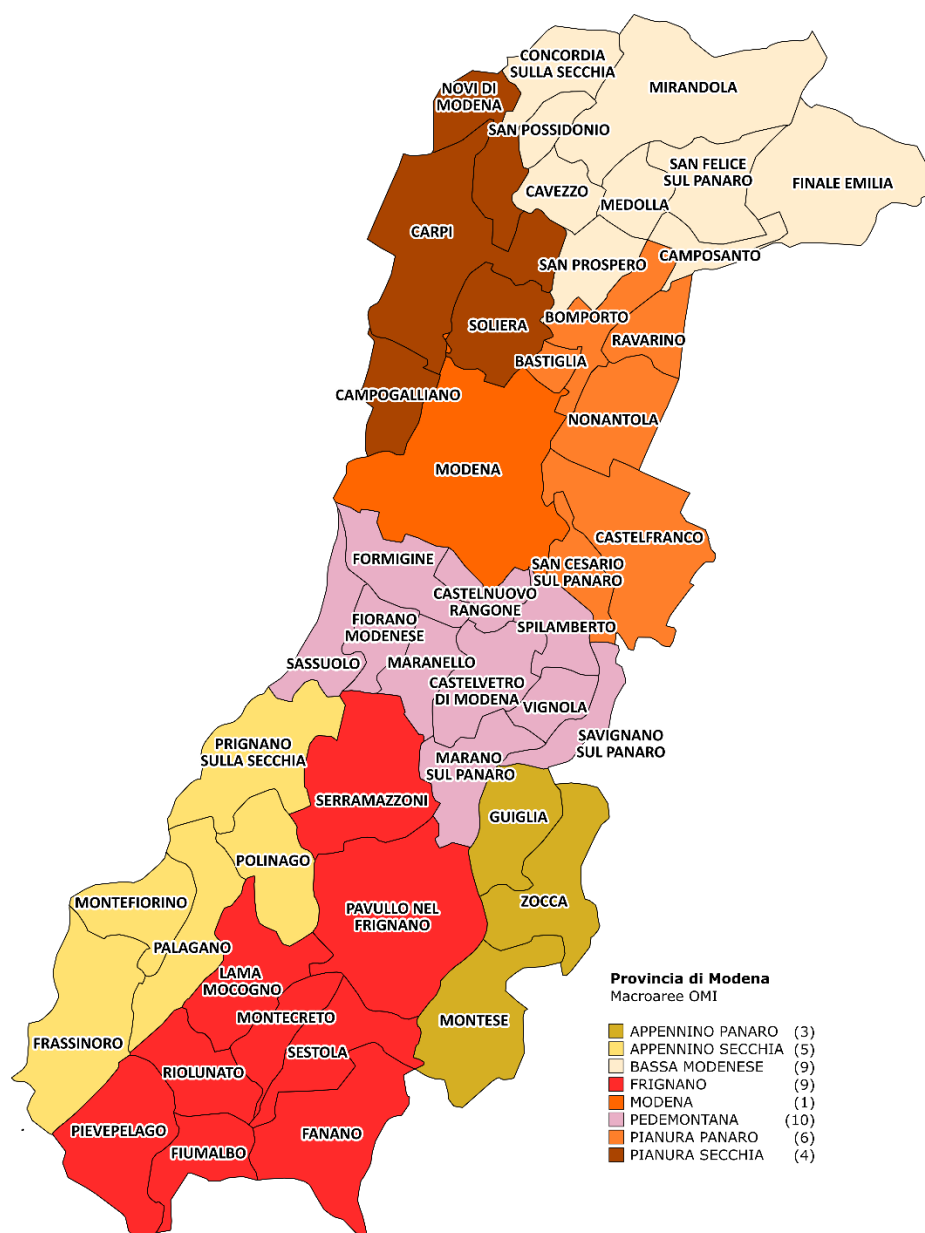 CONCORDIA
SULLA SECCHIA
MIRANDOLA
NOVI DI
MODENA
SAN POSSIDONIO
SAN FELICE
SUL PANARO
FINALE EMILIA
CAVEZZO
MEDOLLA
CARPI
CAMPOSANTO
SAN PROSPERO
BOMPORTO
SOLIERA
RAVARINO
BASTIGLIA
CAMPOGALLIANO
NONANTOLA
MODENA
CASTELFRANCO
FORMIGINE
SAN CESARIO
SUL PANARO
CASTELNUOVO
RANGONE
FIORANO
MODENESE
SPILAMBERTO
SASSUOLO
MARANELLO
CASTELVETRO
DI MODENA
VIGNOLA
SAVIGNANO
SUL PANARO
PRIGNANO
SULLA SECCHIA
MARANO
SUL PANARO
SERRAMAZZONI
GUIGLIA
POLINAGO
MONTEFIORINO
PAVULLO NEL
FRIGNANO
ZOCCA
PALAGANO
LAMA
MOCOGNO
MONTECRETO
MONTESE
FRASSINORO
SESTOLA
RIOLUNATO
PIEVEPELAGO
FANANO
FIUMALBO
Provincia di Modena
Macroaree OMI
APPENNINO PANARO (3)
APPENNINO SECCHIA (5)
BASSA MODENESE (9)
FRIGNANO (9)
MODENA (1)
PEDEMONTANA (10)
PIANURA PANARO (6)
PIANURA SECCHIA (4)